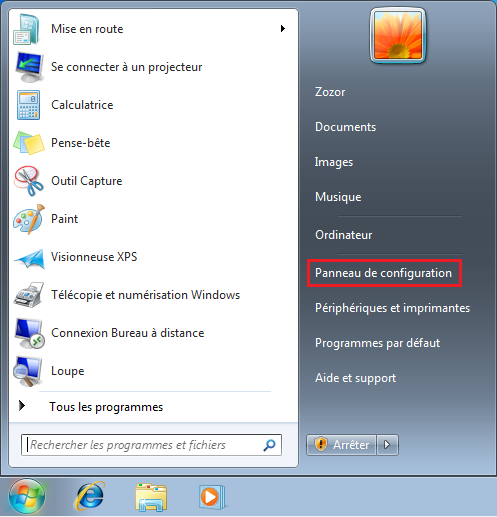 Mise en route
Se connecter à un projecteur
Calculatrice
Pense-bête
Outil Capture
Paint
Visionneuse XPS
Télécopie et numérisation Windows
Connexion Bureau à distance
Loupe
Tous les programmes
Rechercher les programmes et fichiers
Zozor
Documents
Images
Musique
Ordinateur
Panneau de configuration
Périphériques et imprimantes
Programmes par défaut
Aide et support
Arrêter